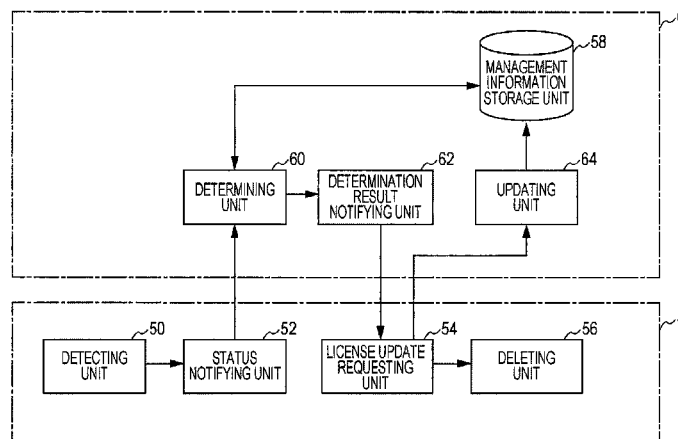 58
MANAGEMENT
INFORMATION
STORAGE UNIT
60
DETERMINING
UNIT
62
DETERMINATION
RESULT
NOTIFYING UNIT
64
UPDATING
UNIT
50
DETECTING
UNIT
52
STATUS
NOTIFYING UNIT
54
LICENSE UPDATE
REQUESTING
UNIT
56
DELETING
UNIT